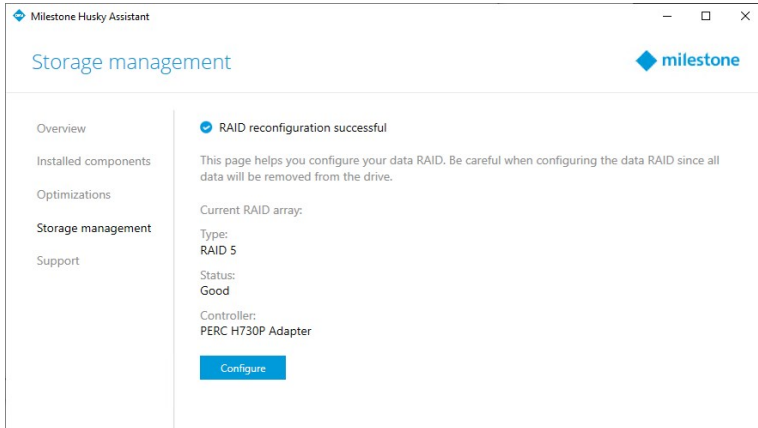 Milestone Husky Assistant
Storage management
milestone
Overview
Installed components
Optimizations
Storage management
Support
RAID reconfiguration successful
This page helps you configure your data RAID. Be careful when configuring the data RAID since all
data will be removed from the drive.
Current RAID array:
Type:
RAID 5
Status:
Good
Controller:
PERC H730P Adapter
Configure